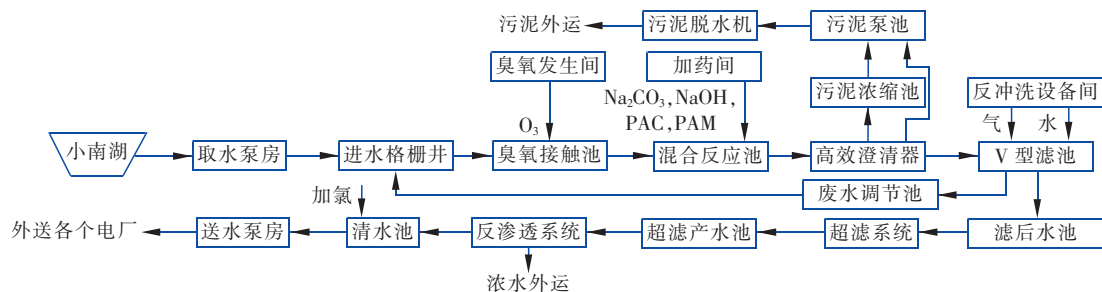 污泥外运
污泥脱水机
污泥泵池
臭氧发生间
加药间
污泥浓缩池
反冲洗设备间
Na₂CO₃,NaOH,
PAC,PAM
O₃
气
水
小南湖
取水泵房
进水格栅井
臭氧接触池
混合反应池
高效澄清器
V 型滤池
加氯
废水调节池
外送各个电厂
送水泵房
清水池
反渗透系统
超滤产水池
超滤系统
滤后水池
浓水外运